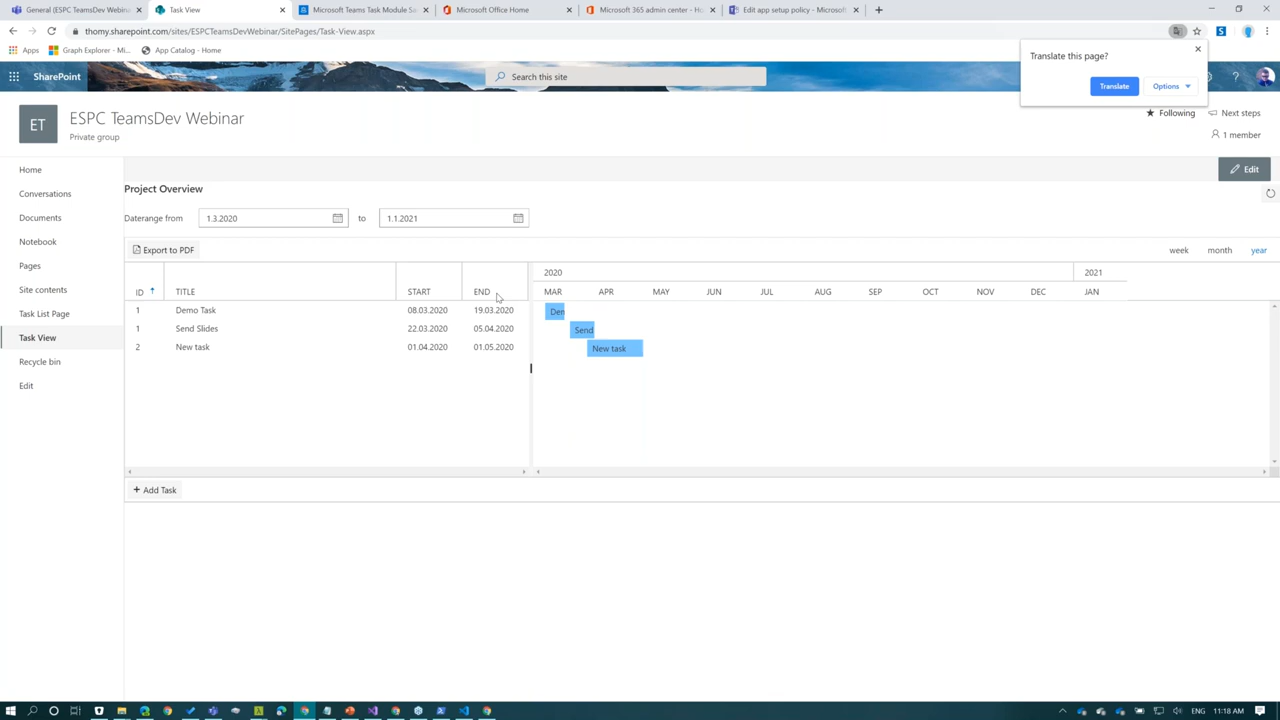 General (ESPC TeamsDev Webina
Task View
Microsoft Teams Task Module Sa
Microsoft Office Home
Microsoft 365 admin center - Ho
Edit app setup policy - Microsof
thomy.sharepoint.com/sites/ESPCTeamsDevWebinar/SitePages/Task-View.aspx
Apps
Graph Explorer - Mi...
App Catalog - Home
Translate this page?
Translate
Options
SharePoint
Search this site
ET
ESPC TeamsDev Webinar
Private group
Following
Next steps
1 member
Home
Conversations
Documents
Notebook
Pages
Site contents
Task List Page
Task View
Recycle bin
Edit
Edit
Project Overview
Daterange from
1.3.2020
to
1.1.2021
Export to PDF
week
month
year
2020
2021
ID
TITLE
START
END
MAR
APR
MAY
JUN
JUL
AUG
SEP
OCT
NOV
DEC
JAN
1 Demo Task 08.03.2020 19.03.2020
Den
1 Send Slides 22.03.2020 05.04.2020
Send
2 New task 01.04.2020 01.05.2020
New task
+ Add Task
ENG
11:18 AM